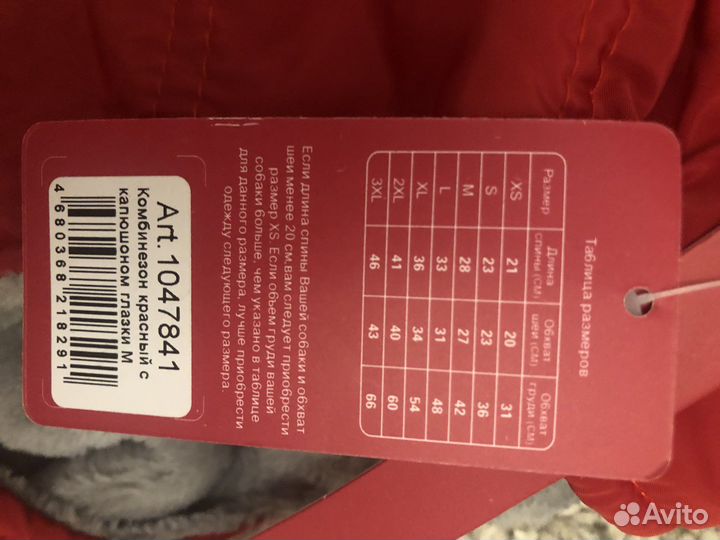 Таблица размеров
Размер Длина спины (СМ) Обхват шеи (СМ) Обхват груди (СМ)
XS 21 20 31
S 23 23 36
M 28 27 42
L 33 31 48
XL 36 34 54
2XL 41 40 60
3XL 46 43 66
Если длина спины Вашей собаки и обхват
шеи менее 20 см,вам следует приобрести
размер XS. Если объем груди вашей
собаки больше, чем указано в таблице
для данного размера, лучше приобрести
одежду следующего размера.
Art. 1047841
Комбинезон красный с
капюшоном глазки M
4 680368 218291
Avito